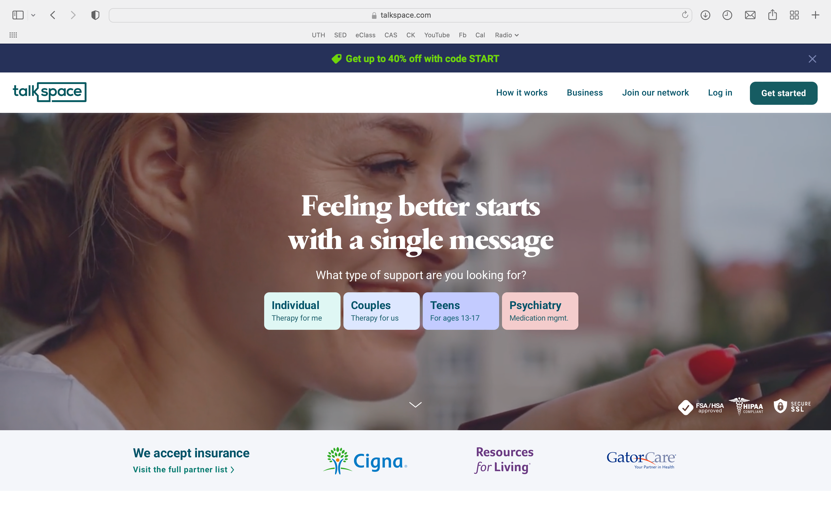 talkspace.com
UTH SED eClass CAS CK YouTube Fb Cal Radio
Get up to 40% off with code START
talkspace
How it works Business Join our network Log in Get started
Feeling better starts
with a single message
What type of support are you looking for?
Individual
Therapy for me
Couples
Therapy for us
Teens
For ages 13-17
Psychiatry
Medication mgmt.
FSA/HSA
approved
HIPAA
COMPLIANT
SECURE
SSL
We accept insurance
Visit the full partner list
Cigna
Resources
for Living
GatorCare
Your Partner in Health